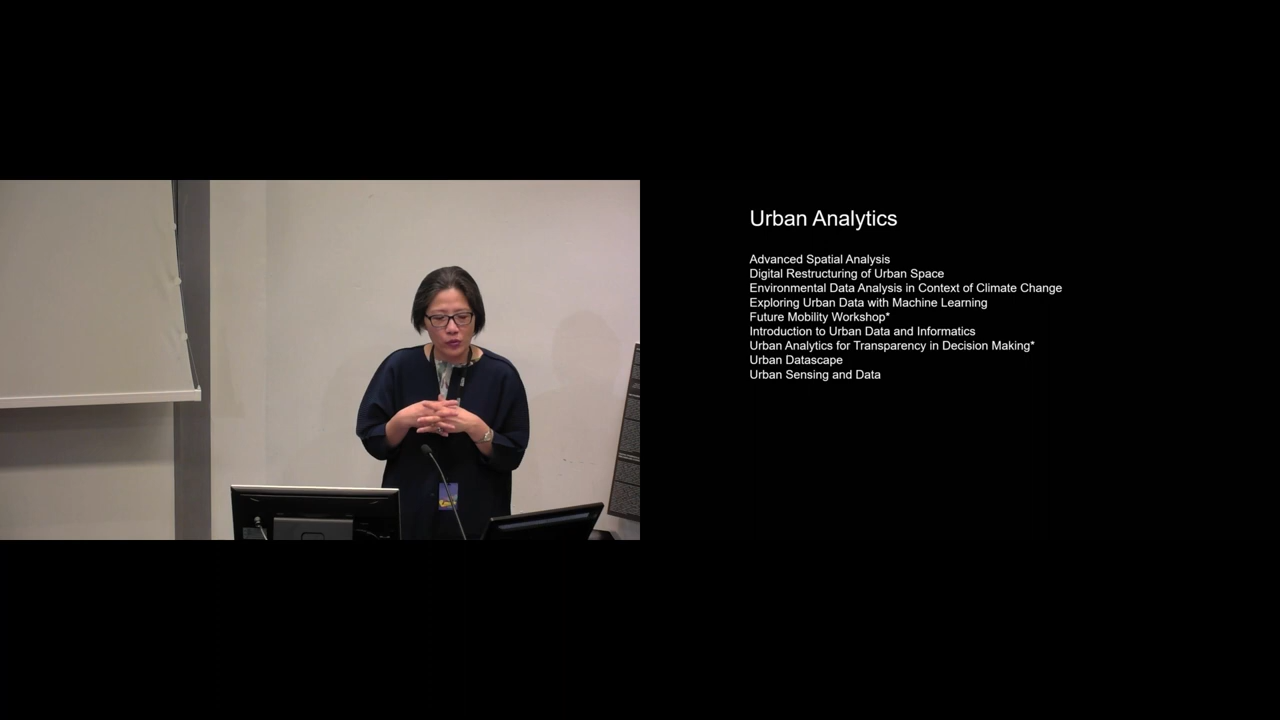 Urban Analytics
Advanced Spatial Analysis
Digital Restructuring of Urban Space
Environmental Data Analysis in Context of Climate Change
Exploring Urban Data with Machine Learning
Future Mobility Workshop*
Introduction to Urban Data and Informatics
Urban Analytics for Transparency in Decision Making*
Urban Datascape
Urban Sensing and Data